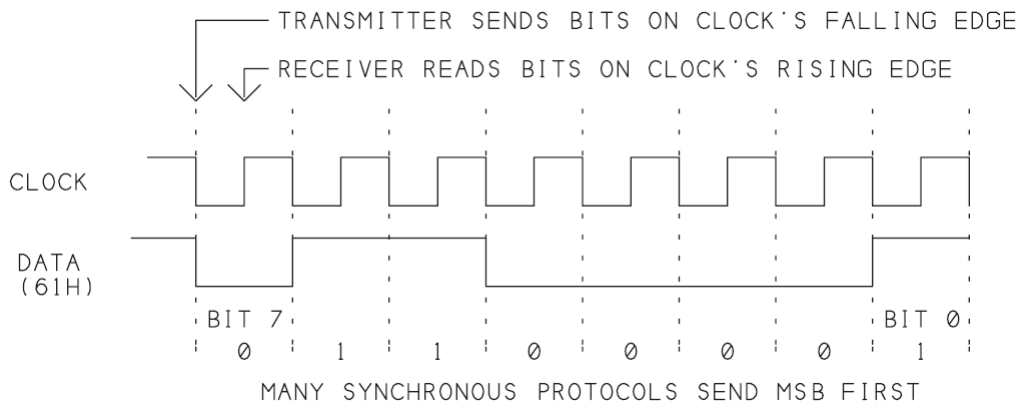 TRANSMITTER SENDS BITS ON CLOCK'S FALLING EDGE
RECEIVER READS BITS ON CLOCK'S RISING EDGE
CLOCK
DATA
(61H)
BIT 7 BIT 0
0 1 1 0 0 0 0 1
MANY SYNCHRONOUS PROTOCOLS SEND MSB FIRST